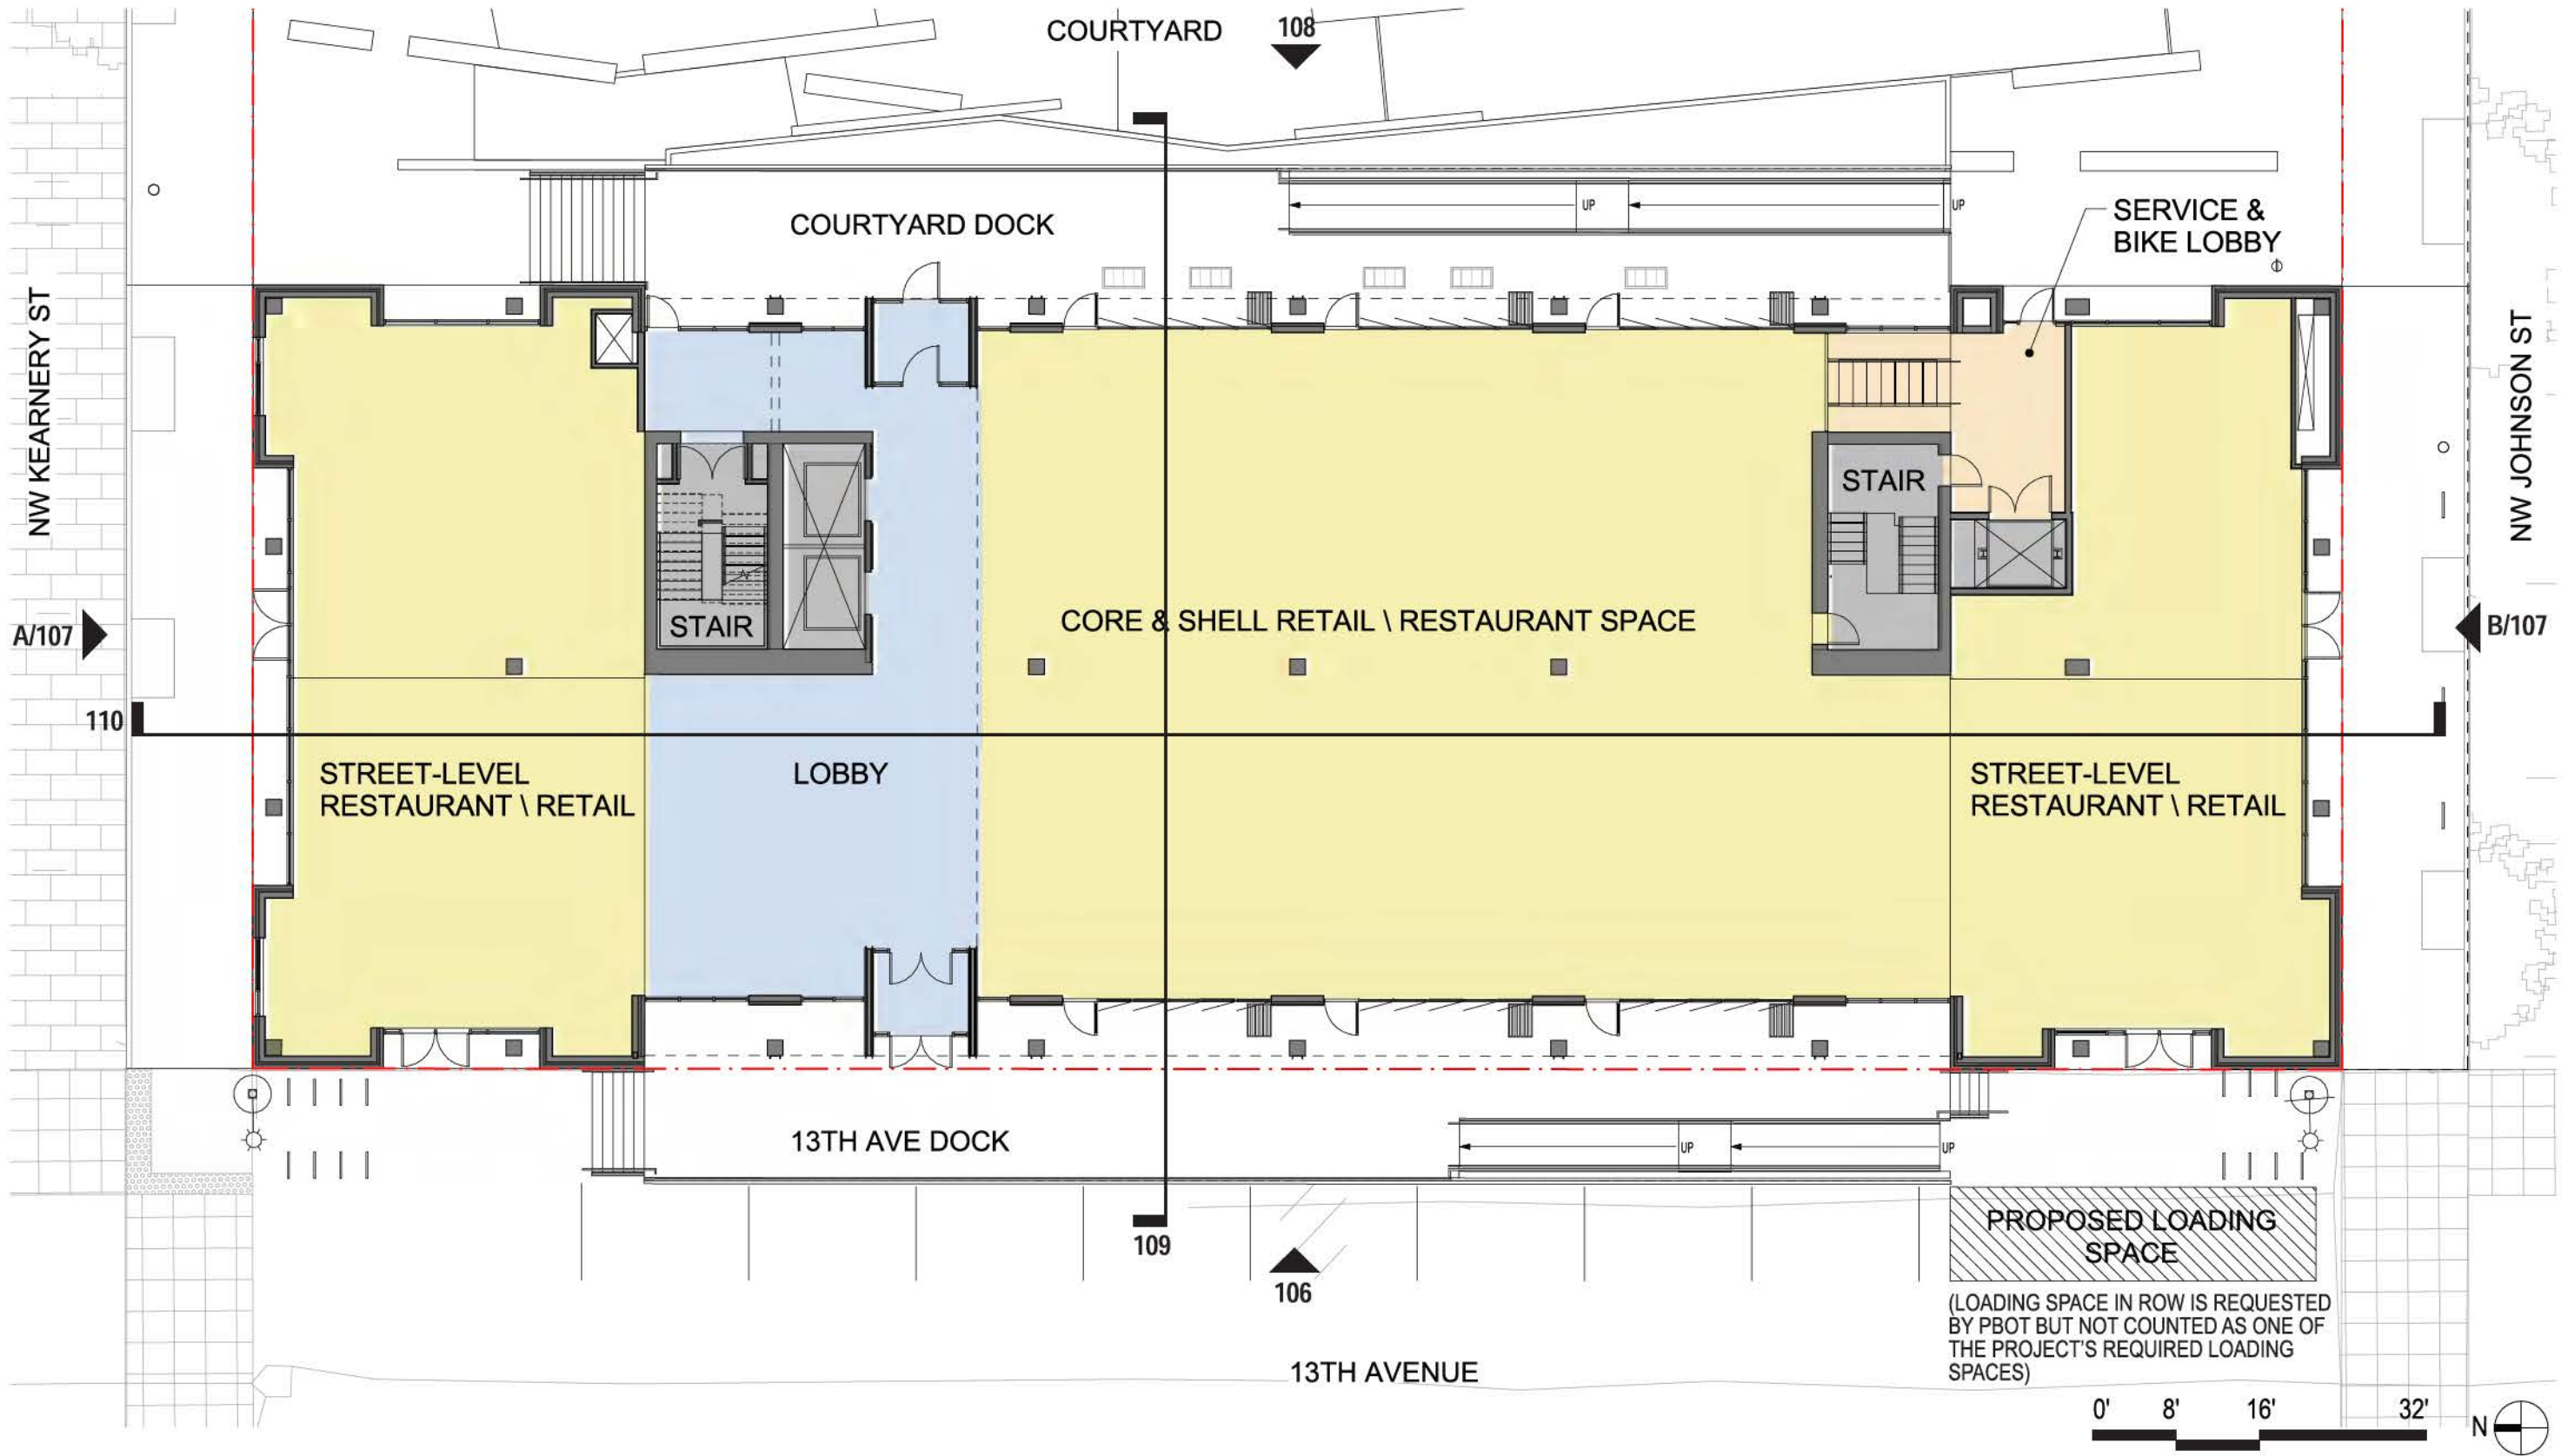 COURTYARD
108
COURTYARD DOCK
UP
UP
SERVICE &
BIKE LOBBY
NW KEARNERY ST
NW JOHNSON ST
STAIR
STAIR
CORE & SHELL RETAIL \ RESTAURANT SPACE
A/107
B/107
110
STREET-LEVEL
RESTAURANT \ RETAIL
LOBBY
STREET-LEVEL
RESTAURANT \ RETAIL
13TH AVE DOCK
UP
UP
109
106
PROPOSED LOADING
SPACE
(LOADING SPACE IN ROW IS REQUESTED
BY PBOT BUT NOT COUNTED AS ONE OF
THE PROJECT'S REQUIRED LOADING
SPACES)
13TH AVENUE
0' 8' 16' 32'
N